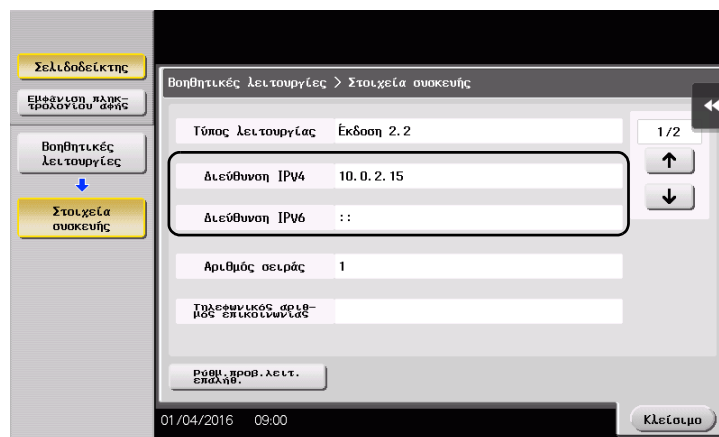 Σελιδοδείκτης
Εμφάνιση πληκ-
τρολογίου αφής
Βοηθητικές
λειτουργίες
Στοιχεία
συσκευής
Βοηθητικές λειτουργίες > Στοιχεία συσκευής
Τύπος λειτουργίας Έκδοση 2.2
1/2
Διεύθυνση IPV4 10.0.2.15
Διεύθυνση IPV6 ::
Αριθμός σειράς 1
Τηλεφωνικός αριθ-
μός επικοινωνίας
Ρύθμ.προβ.λειτ.
επαλήθ.
01/04/2016 09:00
Κλείσιμο